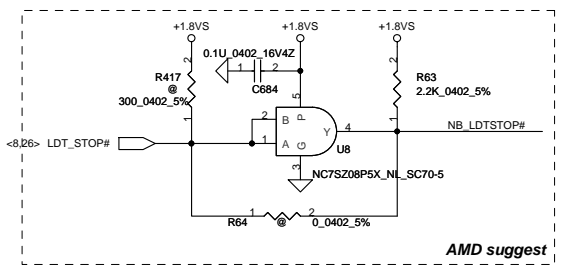 +1.8VS
+1.8VS
+1.8VS
0.1U_0402_16V4Z
1
2
C684
2
R417
@
300_0402_5%
1
2
R63
2.2K_0402_5%
1
5
P
2
B
1
A
G
Y
4
U8
3
NB_LDTSTOP#
<8,26> LDT_STOP#
NC7SZ08P5X_NL_SC70-5
1
2
R64
@
0_0402_5%
AMD suggest